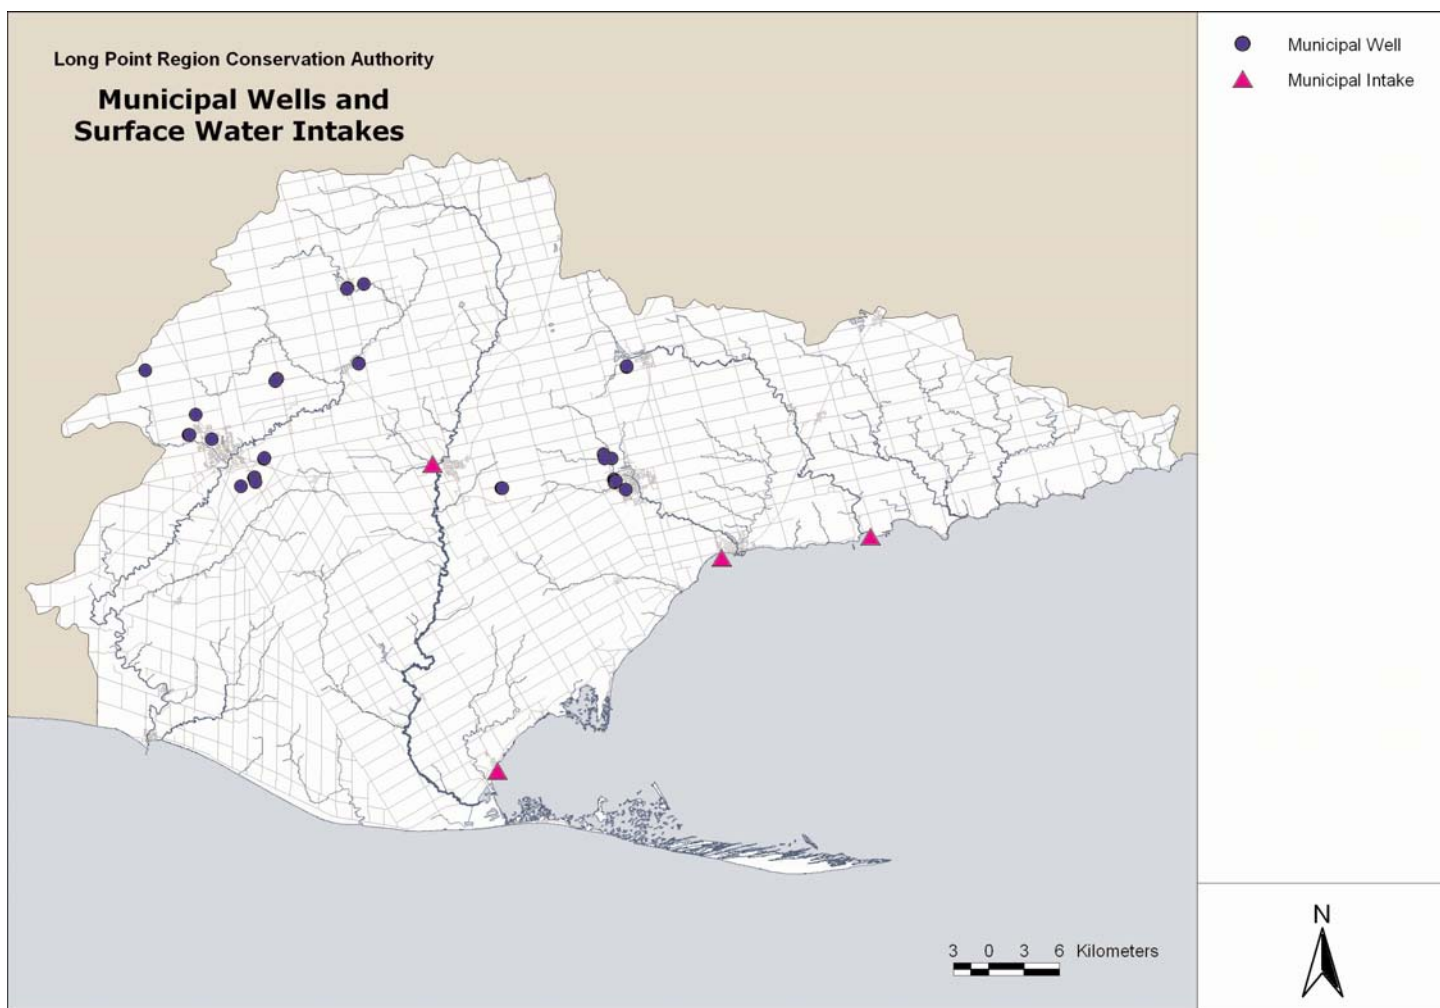 Long Point Region Conservation Authority
Municipal Wells and
Surface Water Intakes
Municipal Well
Municipal Intake
3 0 3 6 Kilometers
N